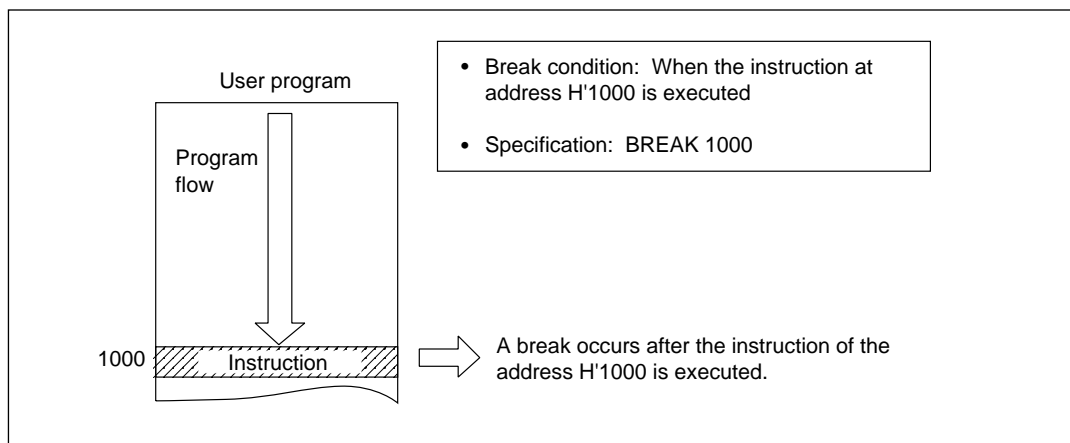 User program
• Break condition: When the instruction at
address H'1000 is executed
• Specification: BREAK 1000
Program
flow
1000
Instruction
A break occurs after the instruction of the
address H'1000 is executed.